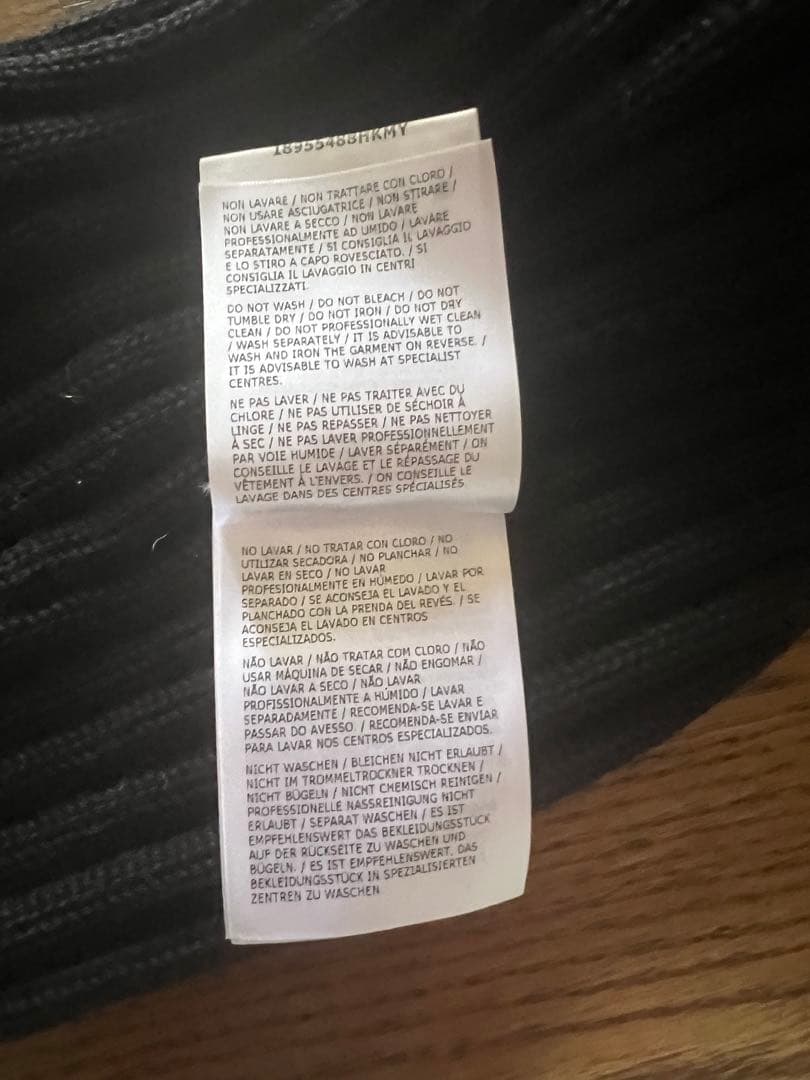 18955488HKMY
NON LAVARE / NON TRATTARE CON CLORO /
NON USARE ASCIUGATRICE / NON STIRARE /
NON LAVARE A SECCO / NON LAVARE
PROFESSIONALMENTE AD UMIDO / LAVARE
SEPARATAMENTE / SI CONSIGLIA IL LAVAGGIO
E LO STIRO A CAPO ROVESCIATO. / SI
CONSIGLIA IL LAVAGGIO IN CENTRI
SPECIALIZZATI.
DO NOT WASH / DO NOT BLEACH / DO NOT
TUMBLE DRY / DO NOT IRON / DO NOT DRY
CLEAN / DO NOT PROFESSIONALLY WET CLEAN
/ WASH SEPARATELY / IT IS ADVISABLE TO
WASH AND IRON THE GARMENT ON REVERSE. /
IT IS ADVISABLE TO WASH AT SPECIALIST
CENTRES.
NE PAS LAVER / NE PAS TRAITER AVEC DU
CHLORE / NE PAS UTILISER DE SÉCHOIR À
LINGE / NE PAS REPASSER / NE PAS NETTOYER
À SEC / NE PAS LAVER PROFESSIONNELLEMENT
PAR VOIE HUMIDE / LAVER SÉPARÉMENT / ON
CONSEILLE LE LAVAGE ET LE RÉPASSAGE DU
VÊTEMENT À L'ENVERS. / ON CONSEILLE LE
LAVAGE DANS DES CENTRES SPÉCIALISÉS
NO LAVAR / NO TRATAR CON CLORO / NO
UTILIZAR SECADORA / NO PLANCHAR / NO
LAVAR EN SECO / NO LAVAR
PROFESIONALMENTE EN HÚMEDO / LAVAR POR
SEPARADO / SE ACONSEJA EL LAVADO Y EL
PLANCHADO CON LA PRENDA DEL REVÉS. / SE
ACONSEJA EL LAVADO EN CENTROS
ESPECIALIZADOS.
NÃO LAVAR / NÃO TRATAR COM CLORO / NÃO
USAR MÁQUINA DE SECAR / NÃO ENGOMAR /
NÃO LAVAR A SECO / NÃO LAVAR
PROFISSIONALMENTE A HÚMIDO / LAVAR
SEPARADAMENTE / RECOMENDA-SE LAVAR E
PASSAR DO AVESSO. / RECOMENDA-SE ENVIAR
PARA LAVAR NOS CENTROS ESPECIALIZADOS.
NICHT WASCHEN / BLEICHEN NICHT ERLAUBT /
NICHT IM TROMMELTROCKNER TROCKNEN /
NICHT BÜGELN / NICHT CHEMISCH REINIGEN /
PROFESSIONELLE NASSREINIGUNG NICHT
ERLAUBT / SEPARAT WASCHEN / ES IST
EMPFEHLENSWERT DAS BEKLEIDUNGSSTÜCK
AUF DER RÜCKSEITE ZU WASCHEN UND
BÜGELN. / ES IST EMPFEHLENSWERT, DAS
BEKLEIDUNGSSTÜCK IN SPEZIALISIERTEN
ZENTREN ZU WASCHEN